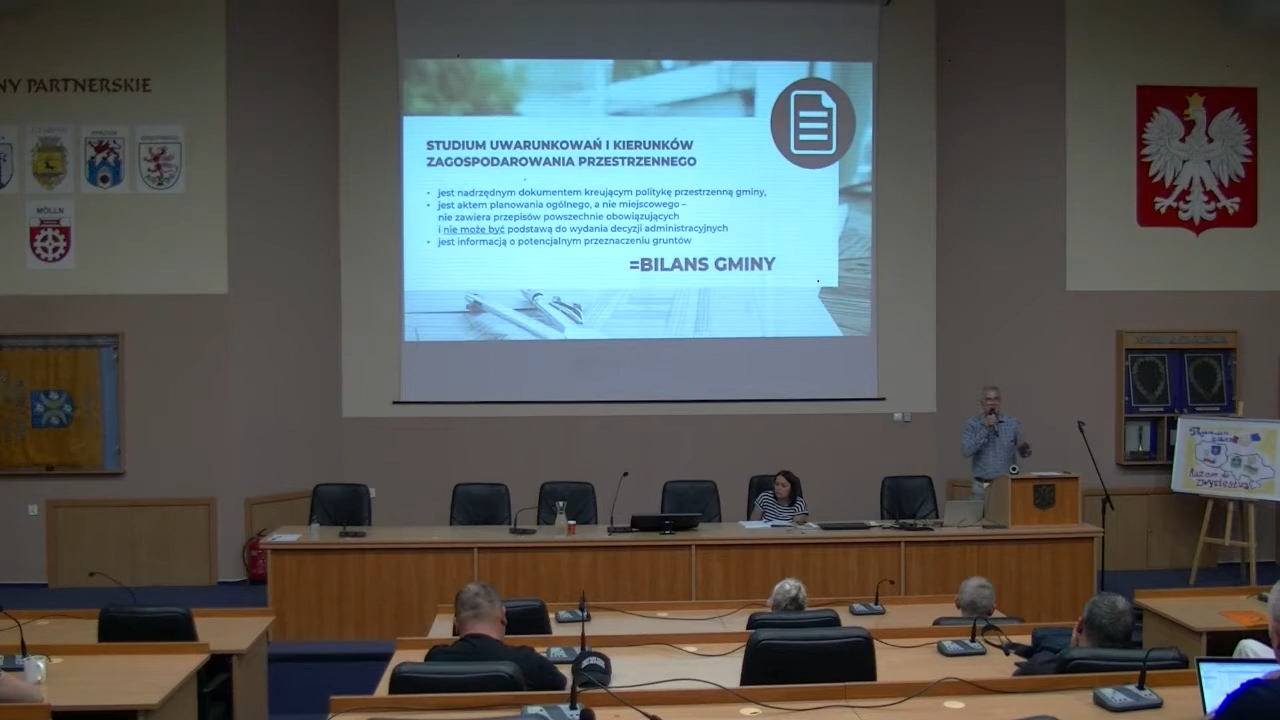 NY PARTNERSKIE
MÖLLN
STUDIUM UWARUNKOWAŃ I KIERUNKÓW
ZAGOSPODAROWANIA PRZESTRZENNEGO
• jest nadrzędnym dokumentem kreującym politykę przestrzenną gminy,
• jest aktem planowania ogólnego, a nie miejscowego –
nie zawiera przepisów powszechnie obowiązujących
i nie może być podstawą do wydania decyzji administracyjnych
• jest informacją o potencjalnym przeznaczeniu gruntów
=BILANS GMINY